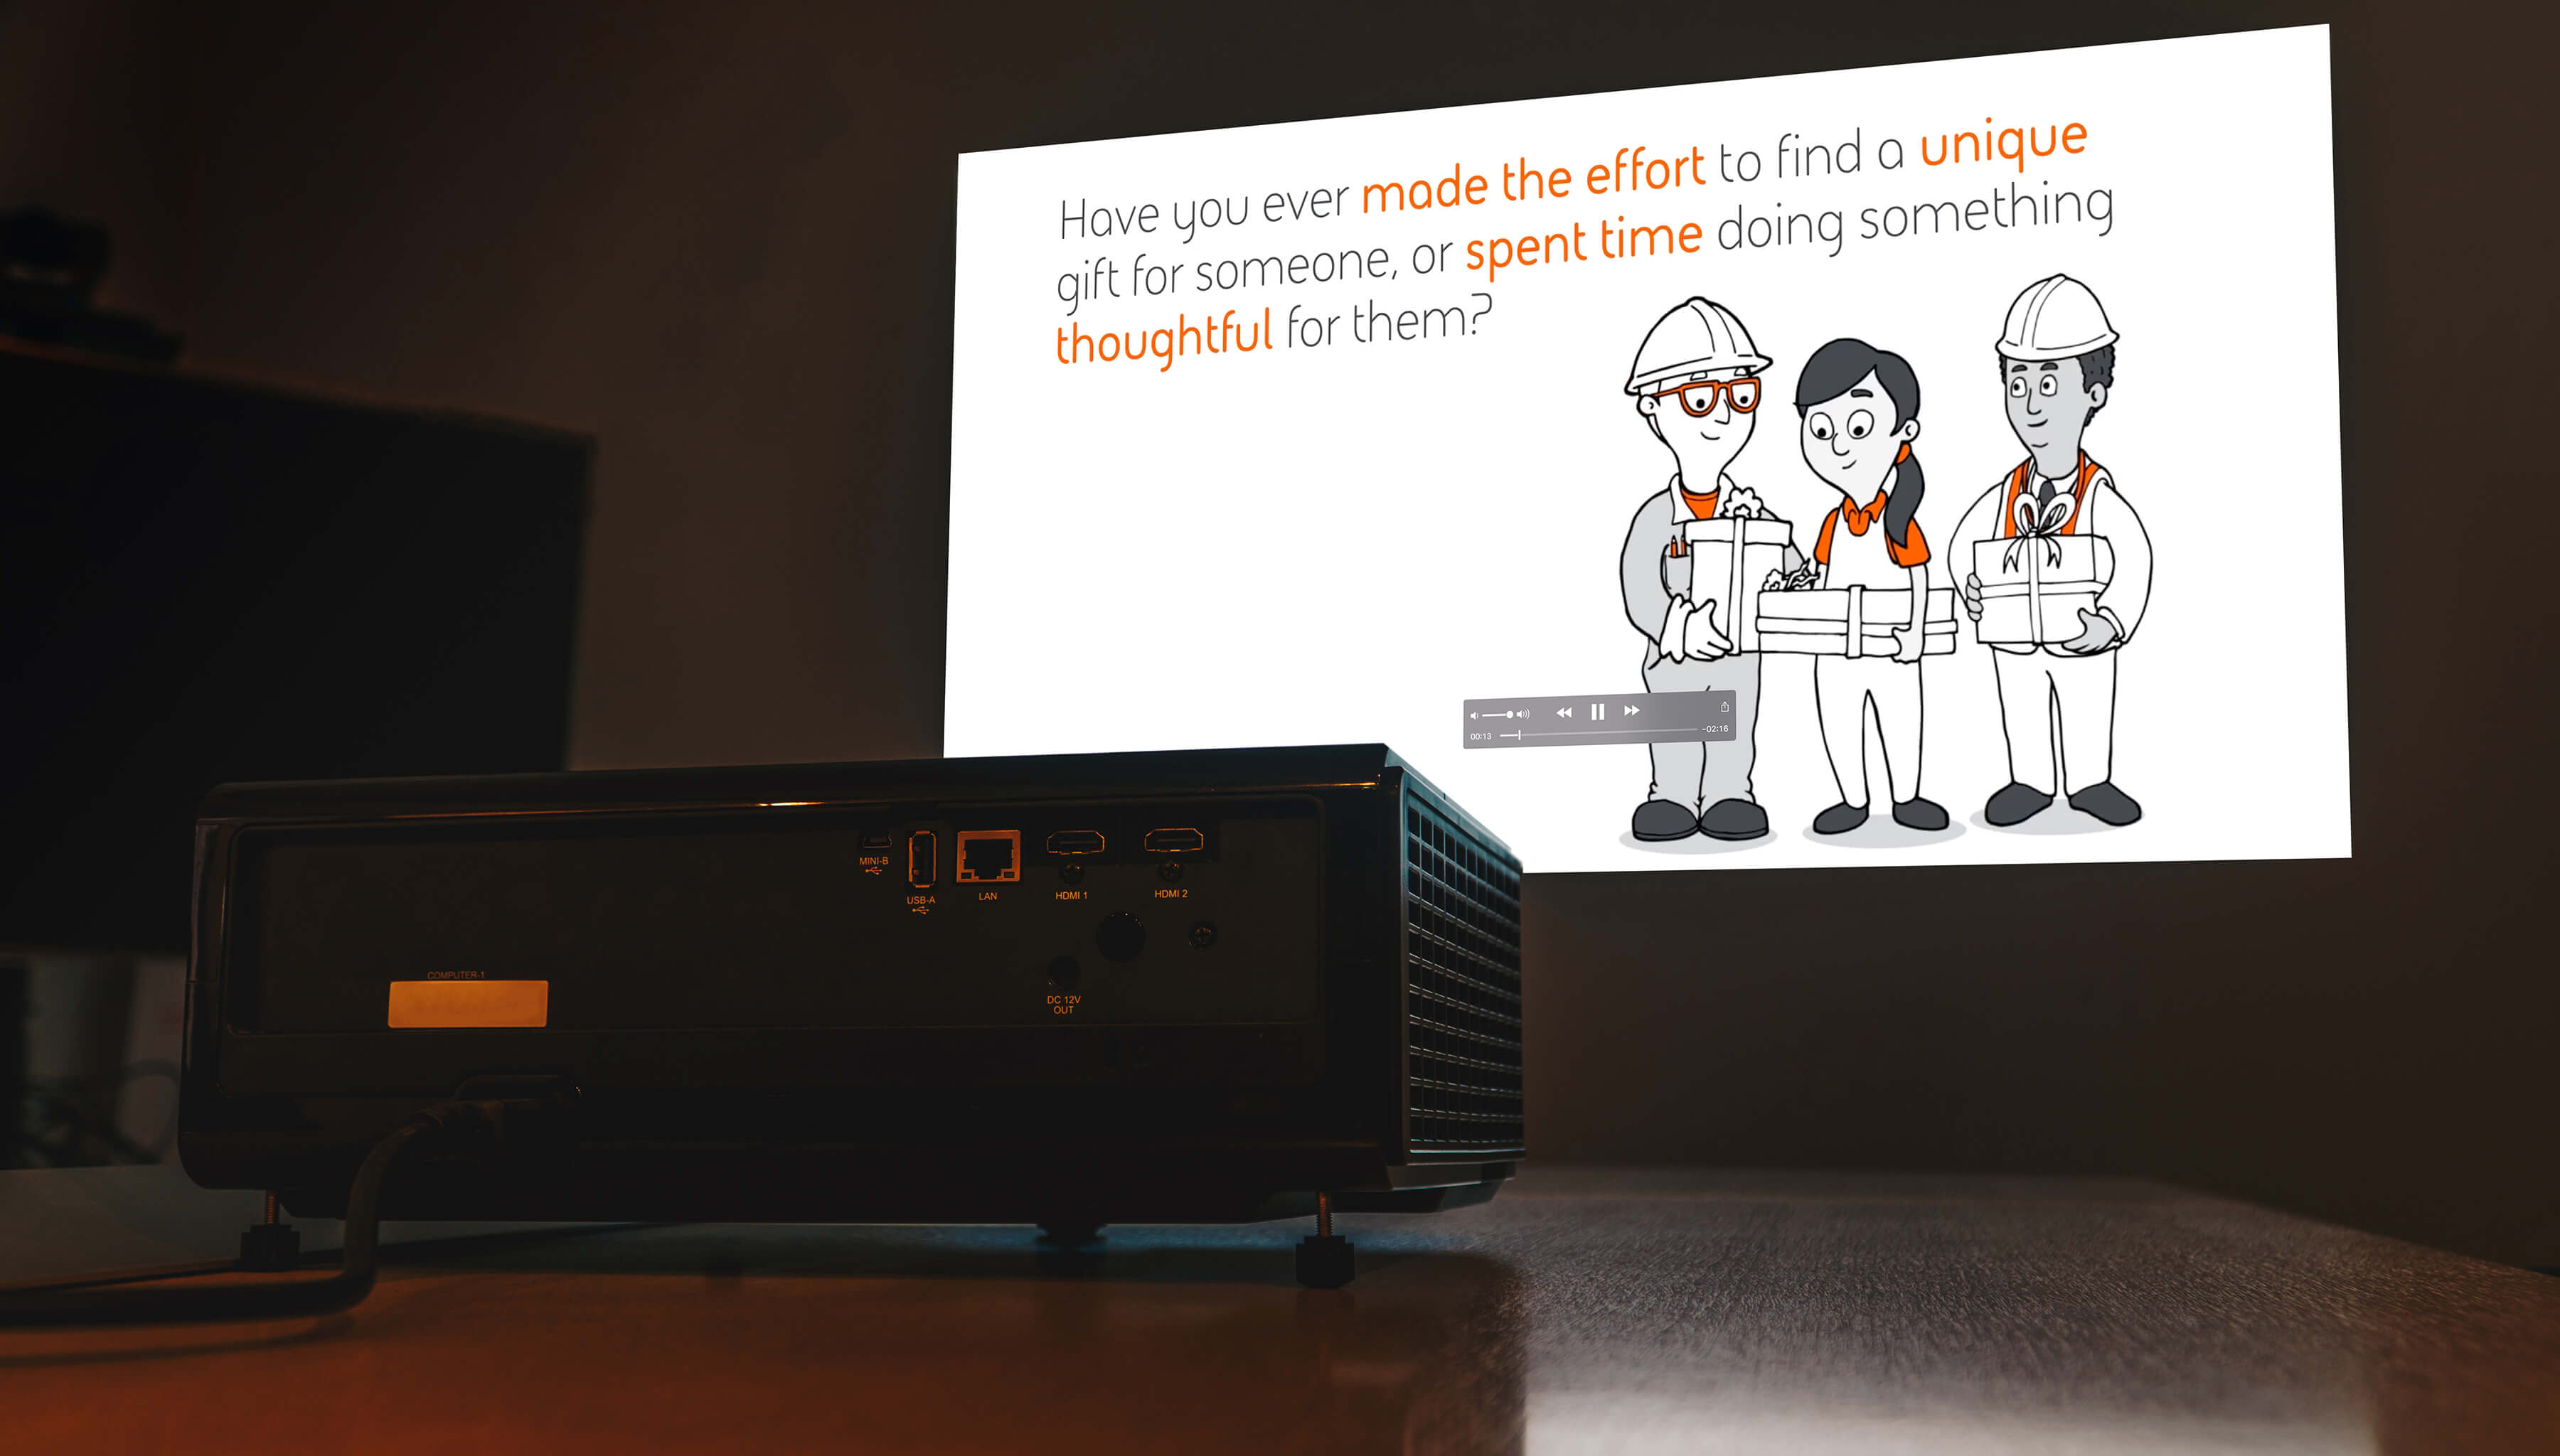 Have you ever made the effort to find a unique
gift for someone, or spent time doing something
thoughtful for them?
00:13
-02:16
MINI-B
USB-A
LAN
HDMI 1
HDMI 2
COMPUTER-1
DC 12V
OUT